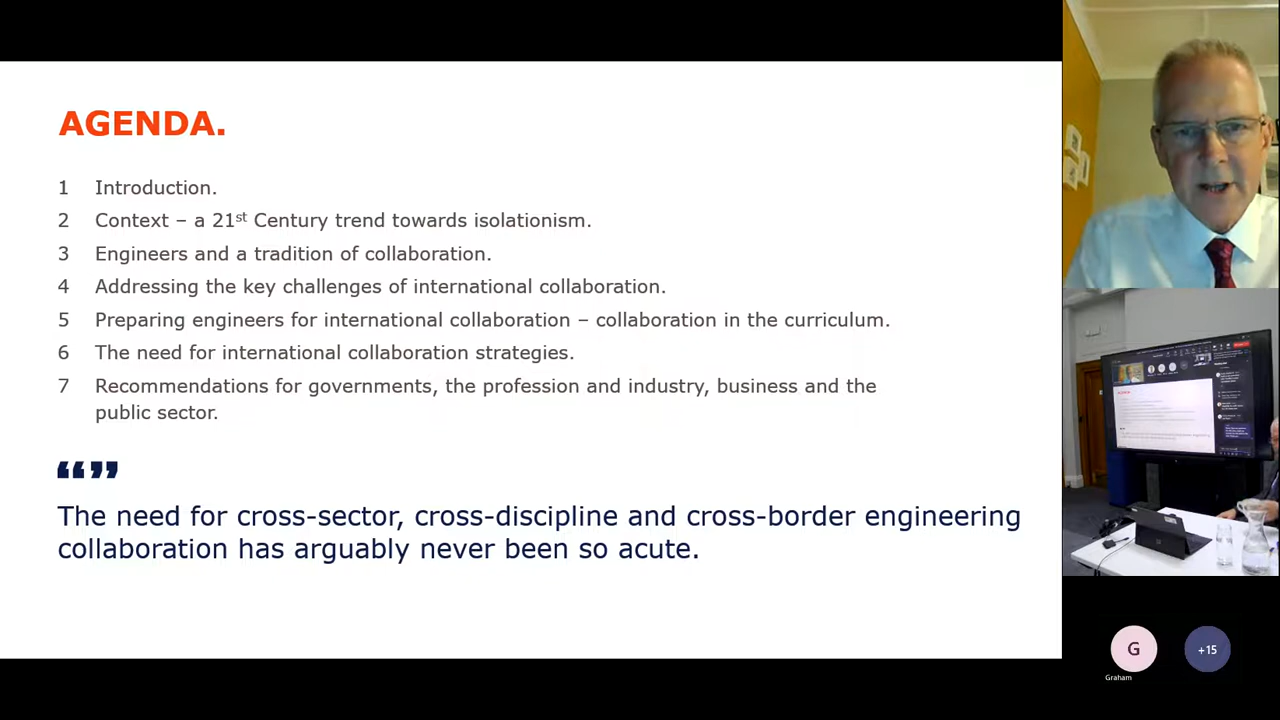 AGENDA.
1 Introduction.
2 Context – a 21st Century trend towards isolationism.
3 Engineers and a tradition of collaboration.
4 Addressing the key challenges of international collaboration.
5 Preparing engineers for international collaboration – collaboration in the curriculum.
6 The need for international collaboration strategies.
7 Recommendations for governments, the profession and industry, business and the
public sector.
““””
The need for cross-sector, cross-discipline and cross-border engineering
collaboration has arguably never been so acute.
G
+15
Graham